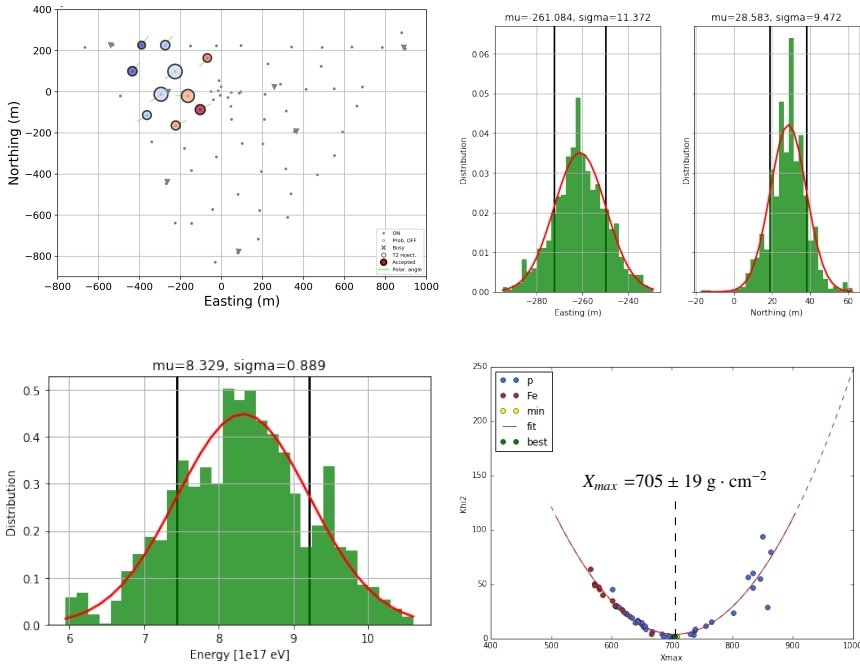 mu=-261.084, sigma=11.372
mu=28.583, sigma=9.472
400
200
0
−200
−400
−600
−800
Northing (m)
−800
−600
−400
−200
0
200
400
600
800
1000
Easting (m)
ON
Prob. OFF
Busy
T2 reject.
Accepted
Polar. angle
0.06
0.05
0.04
0.03
0.02
0.01
0.00
Distribution
−280
−260
−240
Easting (m)
Distribution
−20
0
20
40
60
Northing (m)
mu=8.329, sigma=0.889
0.5
0.4
0.3
0.2
0.1
0.0
Distribution
6
7
8
9
10
Energy [1e17 eV]
250
200
150
100
50
0
Khi2
p
Fe
min
fit
best
X_max =705 ± 19 g · cm⁻²
400
500
600
700
800
900
1000
Xmax